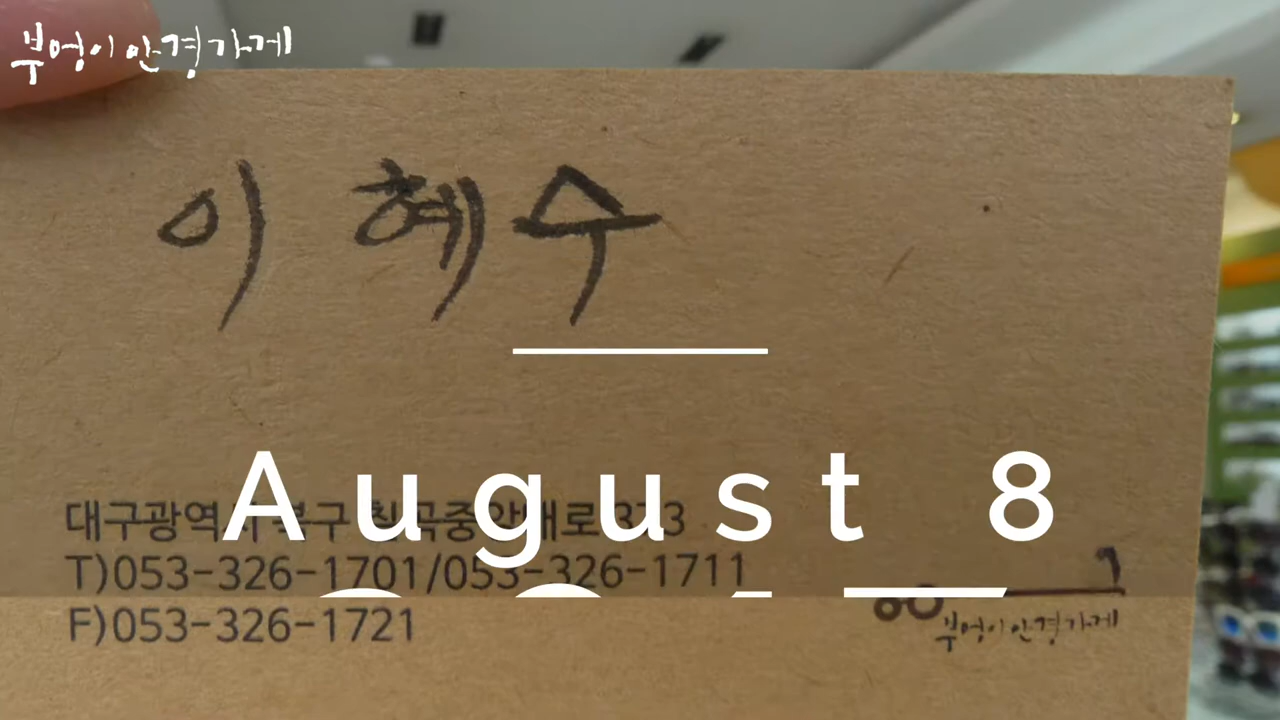 부엉이안경가게
이혜수
August 8
대구광역시 북구 칠곡중앙대로 373
T)053-326-1701/053-326-1711
F)053-326-1721
부엉이안경가게